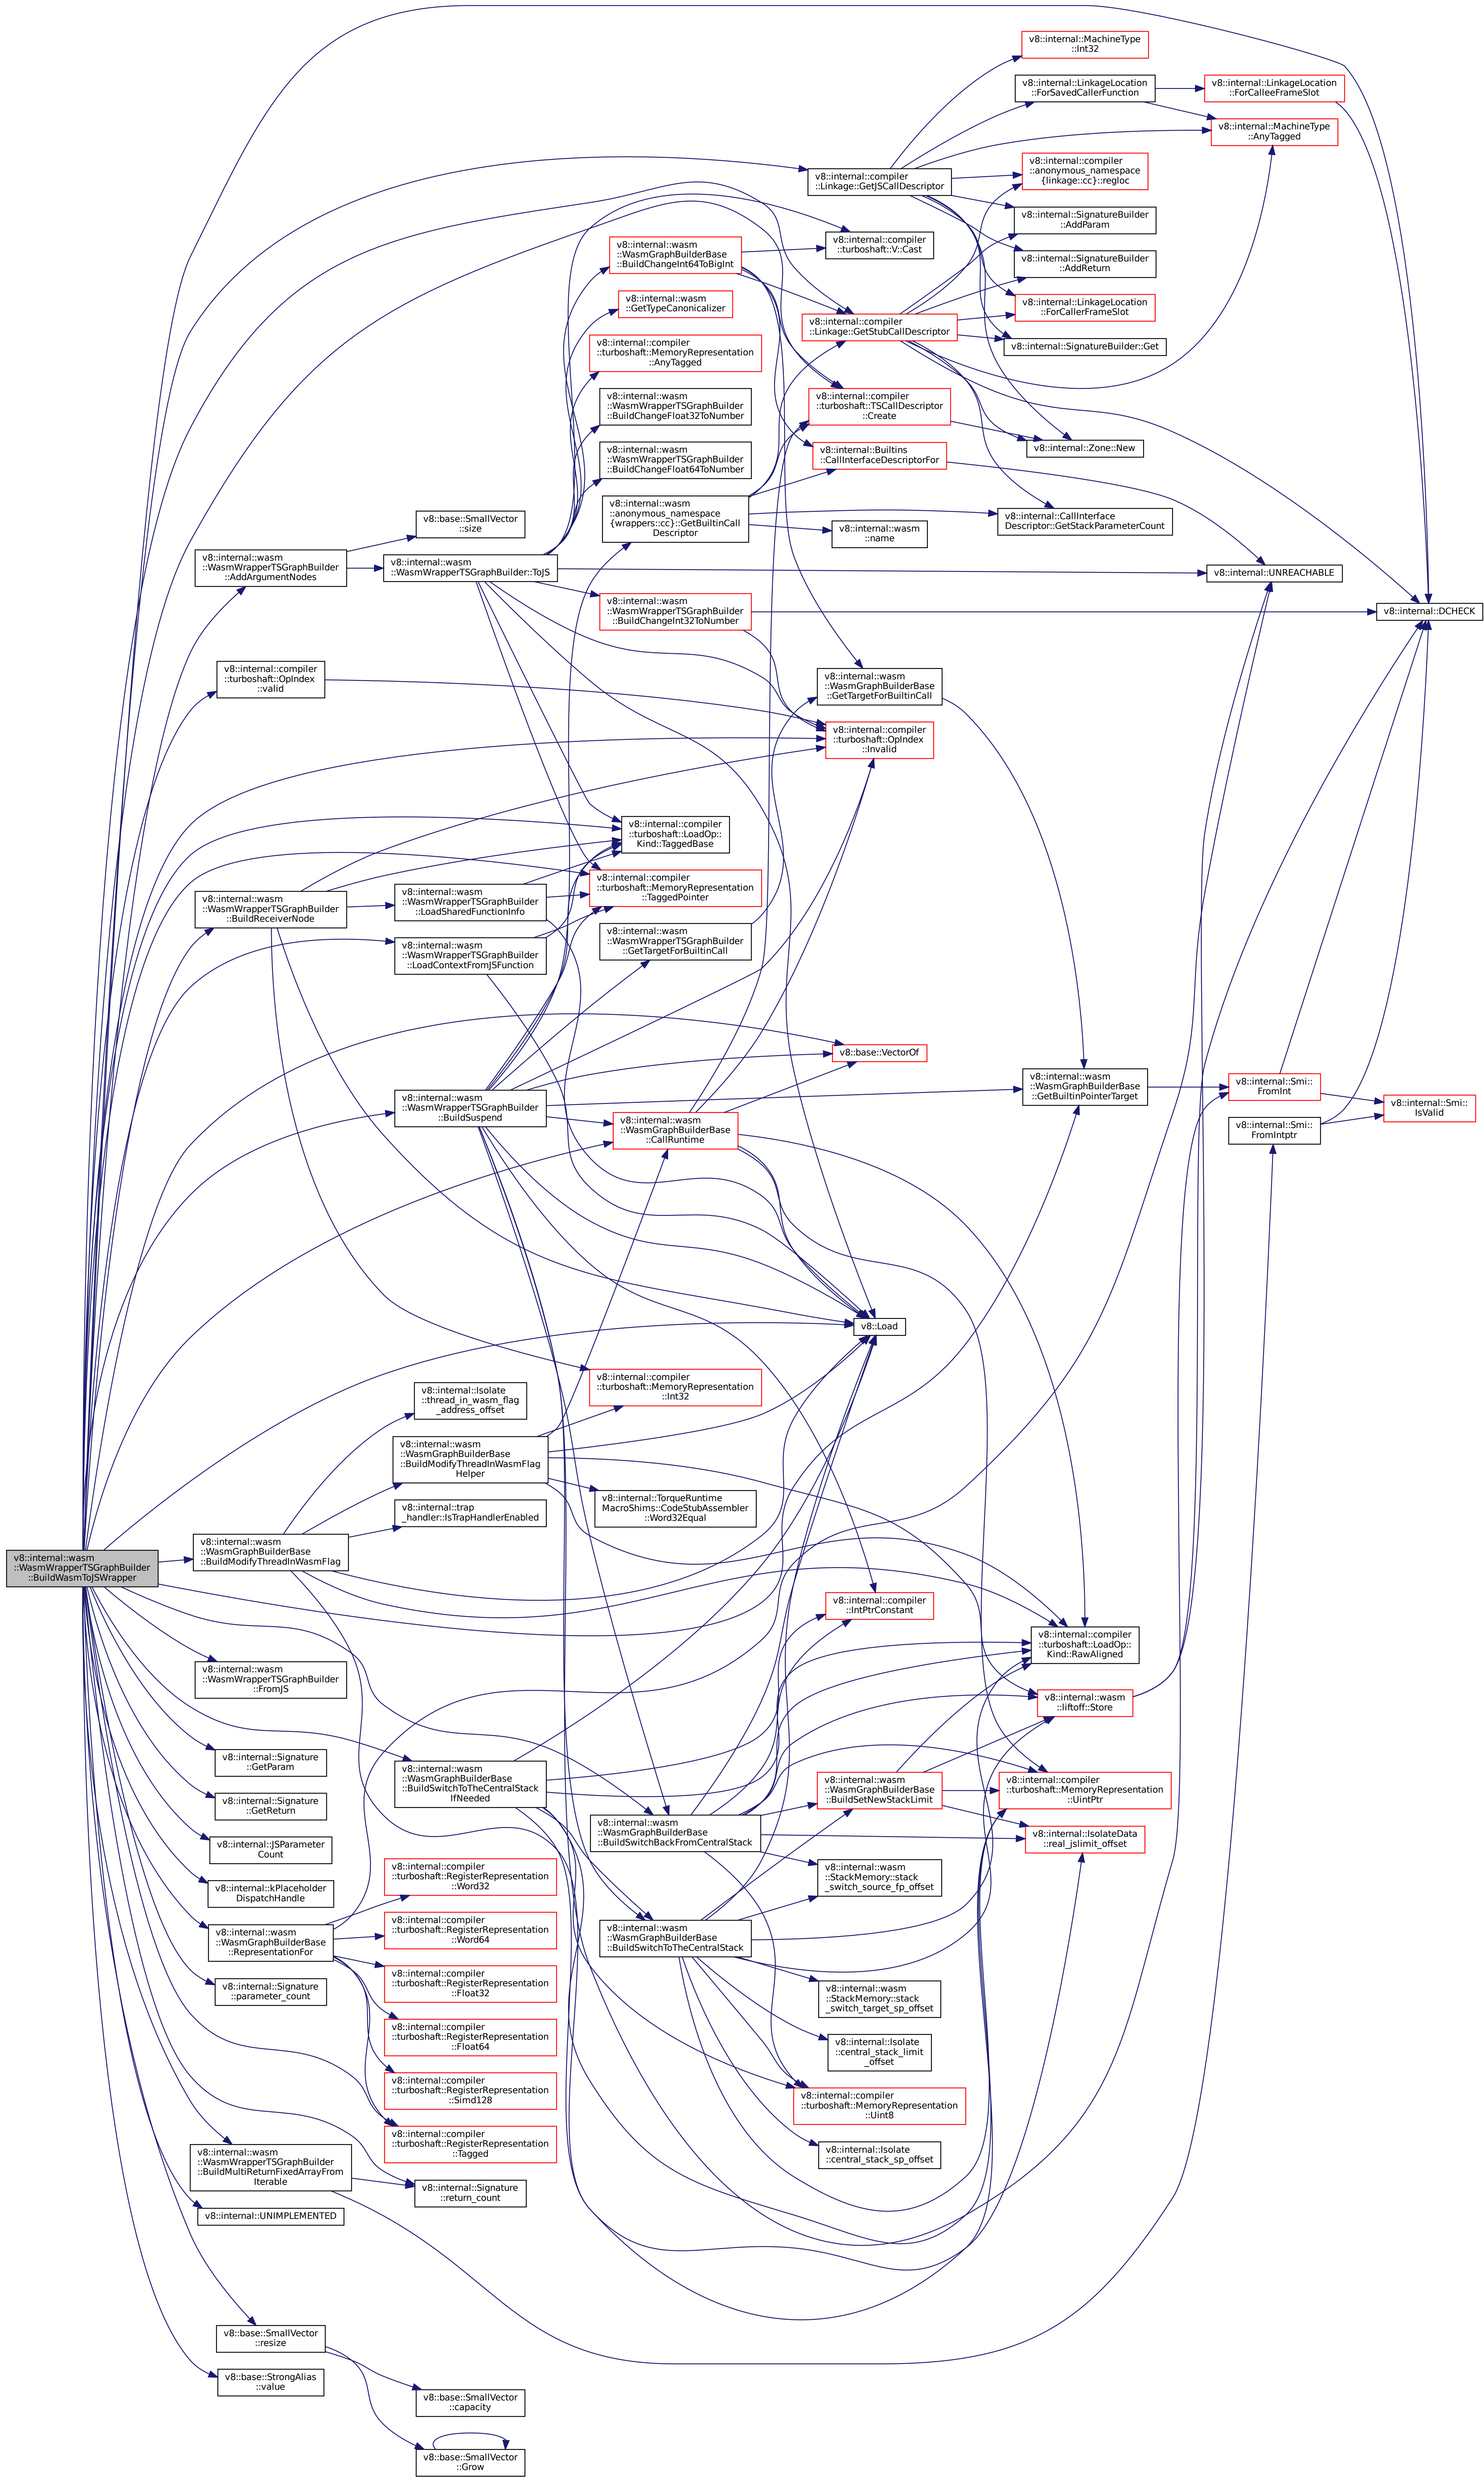 v8::internal::MachineType
::Int32
v8::internal::LinkageLocation
::ForSavedCallerFunction
v8::internal::LinkageLocation
::ForCalleeFrameSlot
v8::internal::MachineType
::AnyTagged
v8::internal::compiler
::Linkage::GetJSCallDescriptor
v8::internal::compiler
::anonymous_namespace
{linkage::cc}::regloc
v8::internal::SignatureBuilder
::AddParam
v8::internal::wasm
::WasmGraphBuilderBase
::BuildChangeInt64ToBigInt
v8::internal::compiler
::turboshaft::V::Cast
v8::internal::SignatureBuilder
::AddReturn
v8::internal::wasm
::GetTypeCanonicalizer
v8::internal::compiler
::Linkage::GetStubCallDescriptor
v8::internal::LinkageLocation
::ForCallerFrameSlot
v8::internal::SignatureBuilder::Get
v8::internal::compiler
::turboshaft::MemoryRepresentation
::AnyTagged
v8::internal::wasm
::WasmWrapperTSGraphBuilder
::BuildChangeFloat32ToNumber
v8::internal::compiler
::turboshaft::TSCallDescriptor
::Create
v8::internal::Zone::New
v8::internal::wasm
::WasmWrapperTSGraphBuilder
::BuildChangeFloat64ToNumber
v8::internal::Builtins
::CallInterfaceDescriptorFor
v8::base::SmallVector
::size
v8::internal::wasm
::anonymous_namespace
{wrappers::cc}::GetBuiltinCall
Descriptor
v8::internal::wasm
::name
v8::internal::CallInterface
Descriptor::GetStackParameterCount
v8::internal::wasm
::WasmWrapperTSGraphBuilder
::AddArgumentNodes
v8::internal::wasm
::WasmWrapperTSGraphBuilder::ToJS
v8::internal::UNREACHABLE
v8::internal::wasm
::WasmWrapperTSGraphBuilder
::BuildChangeInt32ToNumber
v8::internal::DCHECK
v8::internal::compiler
::turboshaft::OpIndex
::valid
v8::internal::wasm
::WasmGraphBuilderBase
::GetTargetForBuiltinCall
v8::internal::compiler
::turboshaft::OpIndex
::Invalid
v8::internal::compiler
::turboshaft::LoadOp::
Kind::TaggedBase
v8::internal::compiler
::turboshaft::MemoryRepresentation
::TaggedPointer
v8::internal::wasm
::WasmWrapperTSGraphBuilder
::BuildReceiverNode
v8::internal::wasm
::WasmWrapperTSGraphBuilder
::LoadSharedFunctionInfo
v8::internal::wasm
::WasmWrapperTSGraphBuilder
::LoadContextFromJSFunction
v8::internal::wasm
::WasmWrapperTSGraphBuilder
::GetTargetForBuiltinCall
v8::base::VectorOf
v8::internal::wasm
::WasmGraphBuilderBase
::GetBuiltinPointerTarget
v8::internal::Smi::
FromInt
v8::internal::Smi::
IsValid
v8::internal::Smi::
FromIntptr
v8::internal::wasm
::WasmWrapperTSGraphBuilder
::BuildSuspend
v8::internal::wasm
::WasmGraphBuilderBase
::CallRuntime
v8::Load
v8::internal::compiler
::turboshaft::MemoryRepresentation
::Int32
v8::internal::Isolate
::thread_in_wasm_flag
_address_offset
v8::internal::wasm
::WasmGraphBuilderBase
::BuildModifyThreadInWasmFlag
Helper
v8::internal::TorqueRuntime
MacroShims::CodeStubAssembler
::Word32Equal
v8::internal::trap
_handler::IsTrapHandlerEnabled
v8::internal::wasm
::WasmWrapperTSGraphBuilder
::BuildWasmToJSWrapper
v8::internal::wasm
::WasmGraphBuilderBase
::BuildModifyThreadInWasmFlag
v8::internal::compiler
::IntPtrConstant
v8::internal::compiler
::turboshaft::LoadOp::
Kind::RawAligned
v8::internal::wasm
::WasmWrapperTSGraphBuilder
::FromJS
v8::internal::wasm
::liftoff::Store
v8::internal::Signature
::GetParam
v8::internal::wasm
::WasmGraphBuilderBase
::BuildSwitchToTheCentralStack
IfNeeded
v8::internal::wasm
::WasmGraphBuilderBase
::BuildSetNewStackLimit
v8::internal::compiler
::turboshaft::MemoryRepresentation
::UintPtr
v8::internal::Signature
::GetReturn
v8::internal::wasm
::WasmGraphBuilderBase
::BuildSwitchBackFromCentralStack
v8::internal::IsolateData
::real_jslimit_offset
v8::internal::JSParameter
Count
v8::internal::compiler
::turboshaft::RegisterRepresentation
::Word32
v8::internal::wasm
::StackMemory::stack
_switch_source_fp_offset
v8::internal::kPlaceholder
DispatchHandle
v8::internal::compiler
::turboshaft::RegisterRepresentation
::Word64
v8::internal::wasm
::WasmGraphBuilderBase
::BuildSwitchToTheCentralStack
v8::internal::wasm
::WasmGraphBuilderBase
::RepresentationFor
v8::internal::compiler
::turboshaft::RegisterRepresentation
::Float32
v8::internal::wasm
::StackMemory::stack
_switch_target_sp_offset
v8::internal::Signature
::parameter_count
v8::internal::compiler
::turboshaft::RegisterRepresentation
::Float64
v8::internal::Isolate
::central_stack_limit
_offset
v8::internal::compiler
::turboshaft::RegisterRepresentation
::Simd128
v8::internal::compiler
::turboshaft::MemoryRepresentation
::Uint8
v8::internal::compiler
::turboshaft::RegisterRepresentation
::Tagged
v8::internal::Isolate
::central_stack_sp_offset
v8::internal::wasm
::WasmWrapperTSGraphBuilder
::BuildMultiReturnFixedArrayFrom
Iterable
v8::internal::Signature
::return_count
v8::internal::UNIMPLEMENTED
v8::base::SmallVector
::resize
v8::base::StrongAlias
::value
v8::base::SmallVector
::capacity
v8::base::SmallVector
::Grow